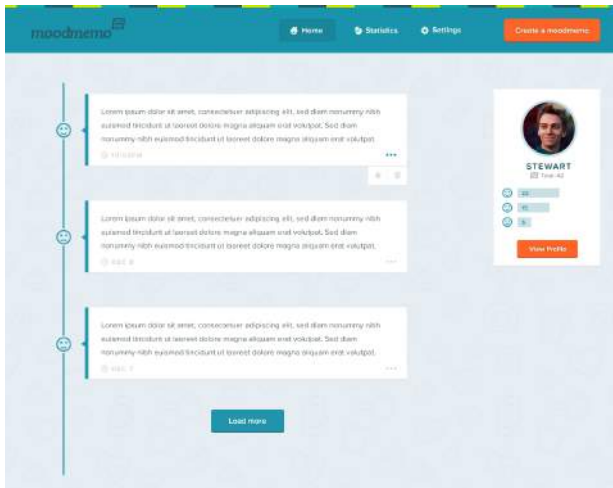 moodmemo
Home
Statistics
Settings
Create a moodmemo
Lorem ipsum dolor sit amet, consectetuer adipiscing elit, sed diam nonummy nibh
euismod tincidunt ut laoreet dolore magna aliquam erat volutpat. Sed diam
nonummy nibh euismod tincidunt ut laoreet dolore magna aliquam erat volutpat.
STEWART
Total: 42
View Profile
Lorem ipsum dolor sit amet, consectetuer adipiscing elit, sed diam nonummy nibh
euismod tincidunt ut laoreet dolore magna aliquam erat volutpat. Sed diam
nonummy nibh euismod tincidunt ut laoreet dolore magna aliquam erat volutpat.
Lorem ipsum dolor sit amet, consectetuer adipiscing elit, sed diam nonummy nibh
euismod tincidunt ut laoreet dolore magna aliquam erat volutpat. Sed diam
nonummy nibh euismod tincidunt ut laoreet dolore magna aliquam erat volutpat.
Load more